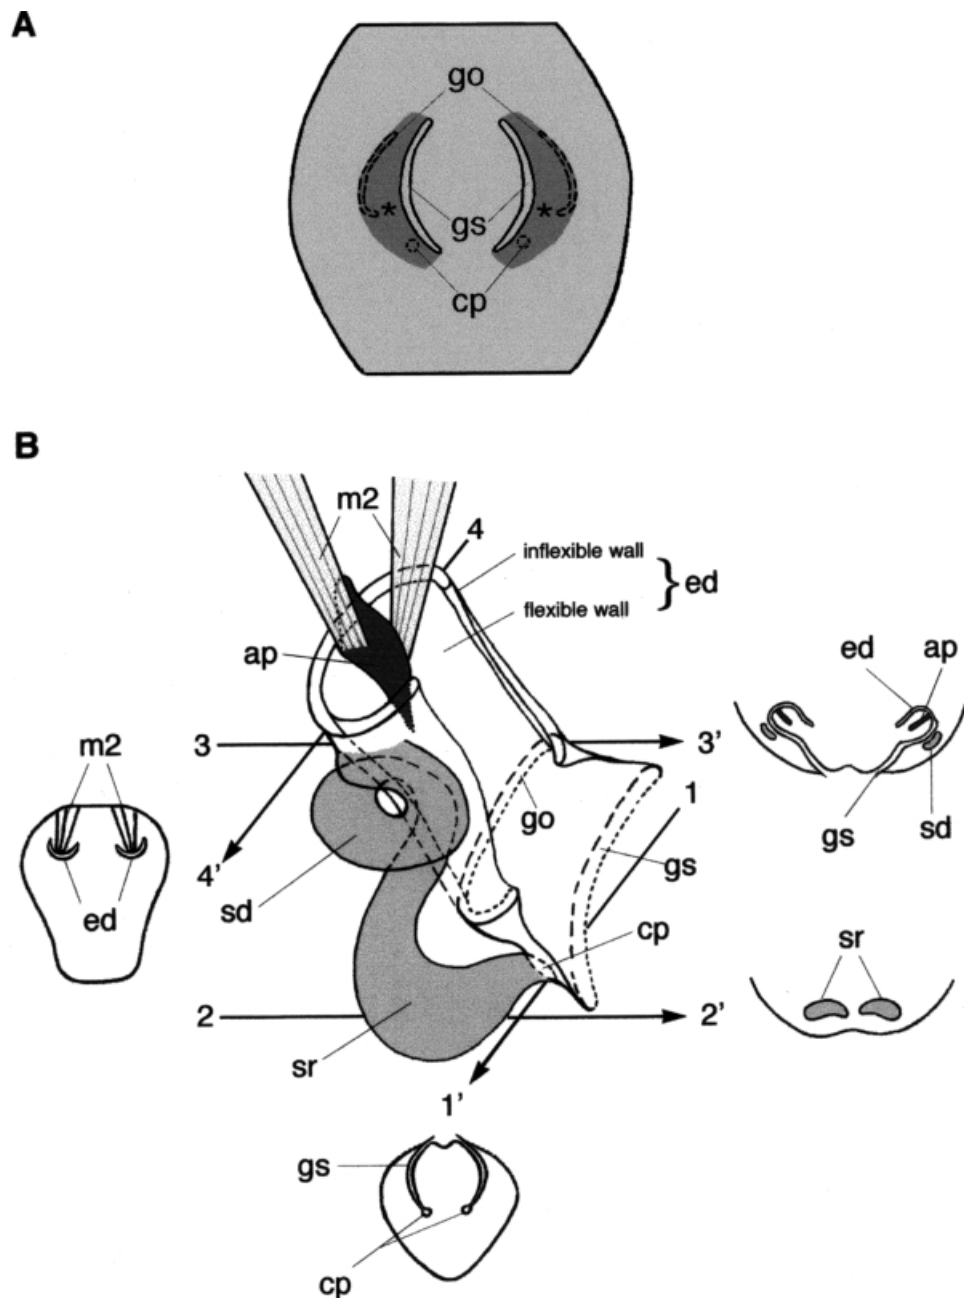 A
go
*
*
gs
cp
B
m2
4
inflexible wall
} ed
flexible wall
ap
ed
ap
m2
3
3'
go
1
gs
sd
gs
4'
sd
ed
cp
sr
2
2'
sr
1'
gs
cp